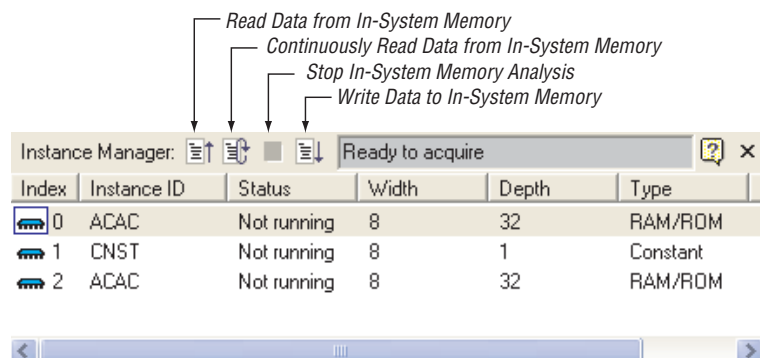 Read Data from In-System Memory
Continuously Read Data from In-System Memory
Stop In-System Memory Analysis
Write Data to In-System Memory
Instance Manager: Ready to acquire
Index Instance ID Status Width Depth Type
0 ACAC Not running 8 32 RAM/ROM
1 CNST Not running 8 1 Constant
2 ACAC Not running 8 32 RAM/ROM